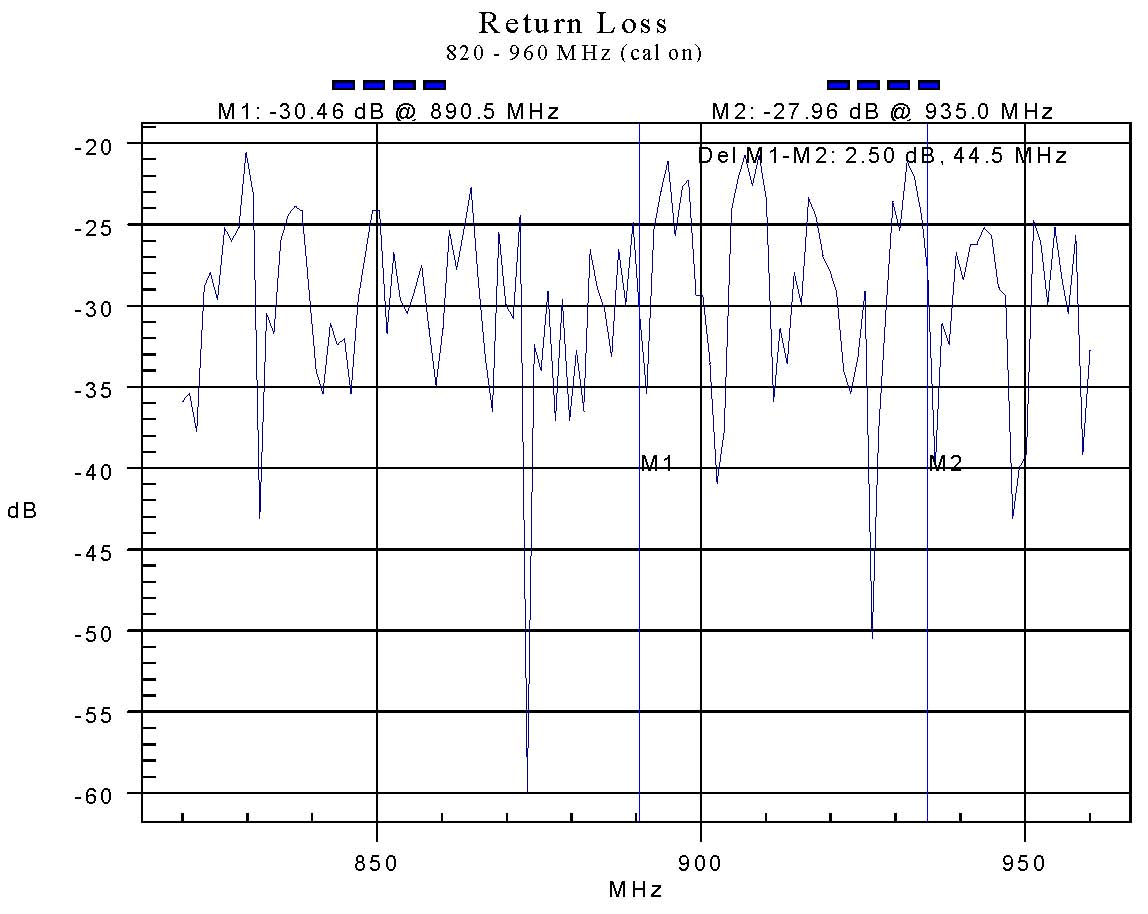 Return Loss
820 - 960 MHz (cal on)
M1: -30.46 dB @ 890.5 MHz
M2: -27.96 dB @ 935.0 MHz
Del M1-M2: 2.50 dB, 44.5 MHz
-20
-25
-30
-35
-40
M1
M2
dB
-45
-50
-55
-60
850
900
950
MHz